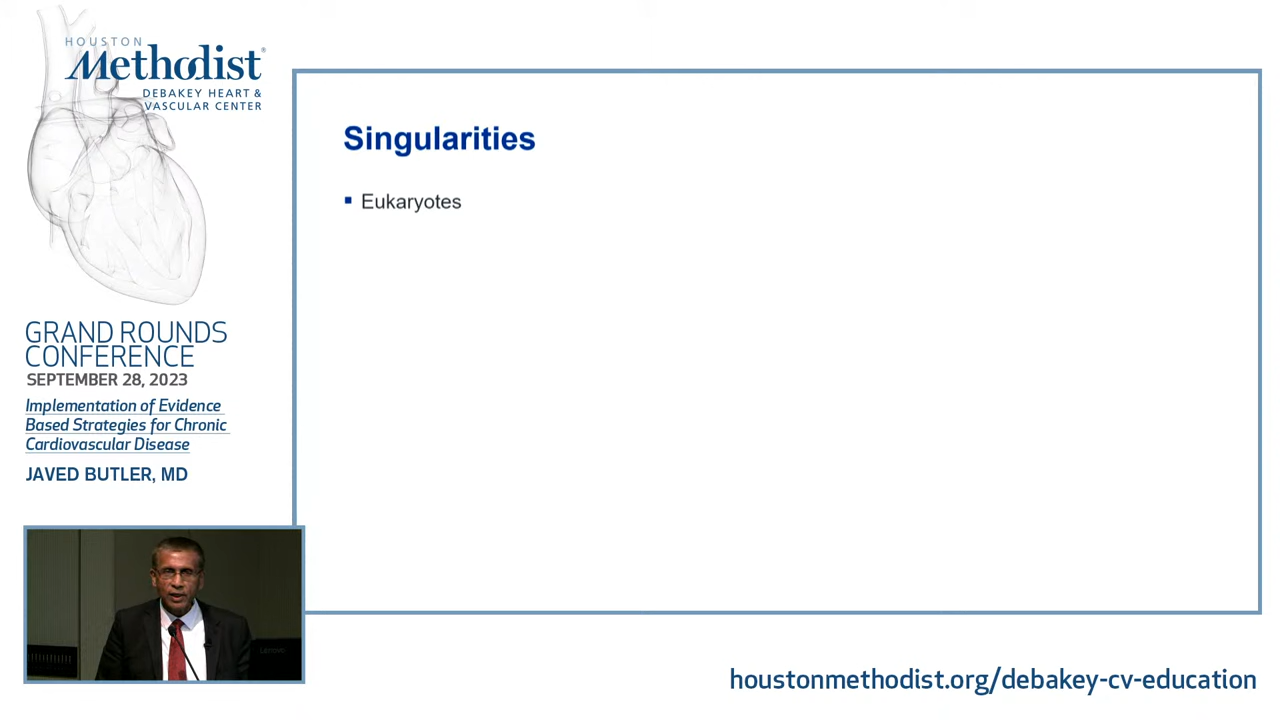 HOUSTON
Methodist®
DEBAKEY HEART &
VASCULAR CENTER
GRAND ROUNDS
CONFERENCE
SEPTEMBER 28, 2023
Implementation of Evidence
Based Strategies for Chronic
Cardiovascular Disease
JAVED BUTLER, MD
Singularities
▪ Eukaryotes
Lenovo
houstonmethodist.org/debakey-cv-education